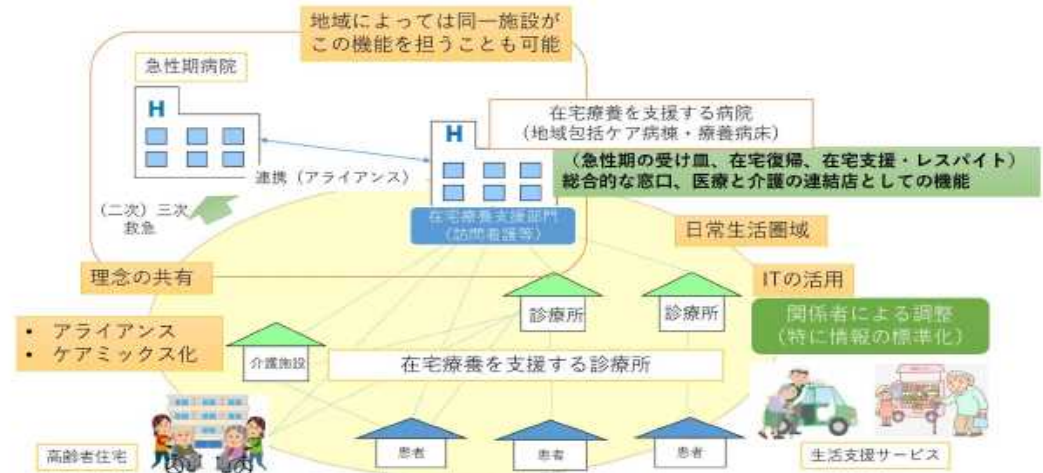 地域によっては同一施設が
この機能を担うことも可能
急性期病院
H
H
在宅療養を支援する病院
(地域包括ケア病棟・療養病床)
(急性期の受け皿、在宅復帰、在宅支援・レスパイト)
総合的な窓口、医療と介護の連結店としての機能
連携(アライアンス)
(二次)三次
救急
在宅療養支援部門
(訪問看護等)
日常生活圏域
理念の共有
ITの活用
診療所
診療所
関係者による調整
(特に情報の標準化)
• アライアンス
• ケアミックス化
介護施設
在宅療養を支援する診療所
高齢者住宅
患者
患者
患者
生活支援サービス